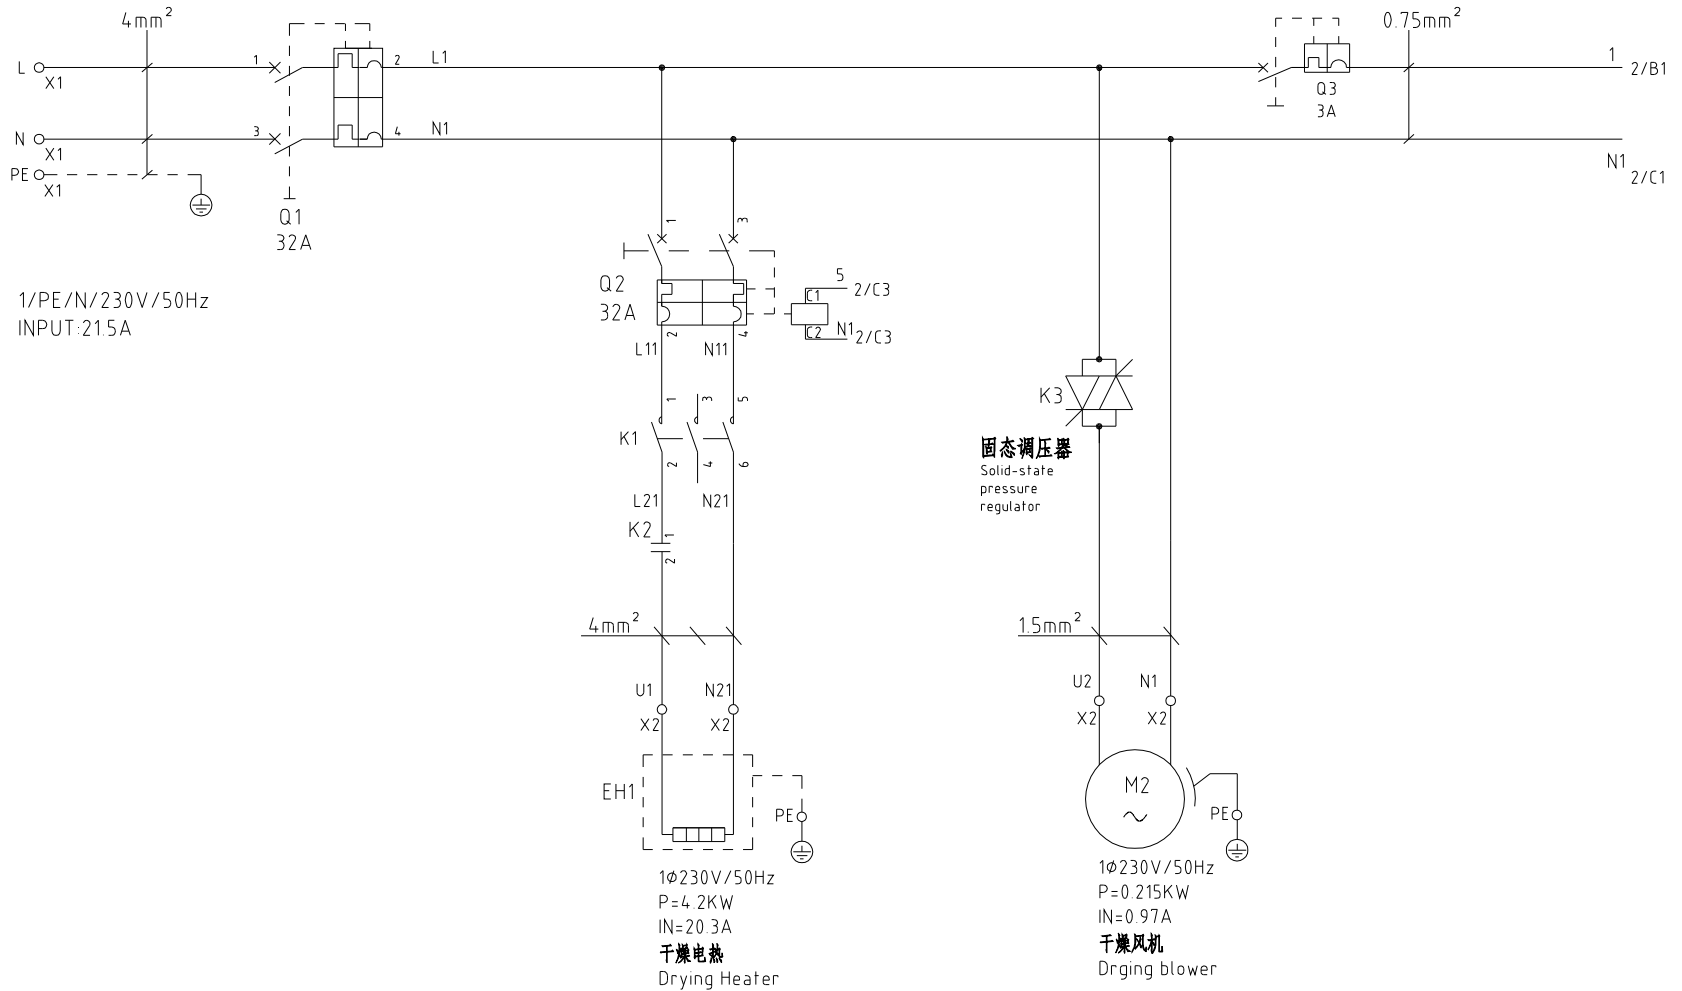 4mm²
0.75mm²
L
X1
1
2
L1
1
2/B1
Q3
3A
N
X1
3
4
N1
N1
2/C1
PE
X1
Q1
32A
1
3
Q2
32A
5
C1
2/C3
C2
N1
2/C3
2
4
L11
N11
1/PE/N/230V/50Hz
INPUT:21.5A
K3
固态调压器
Solid-state
pressure
regulator
1
3
5
K1
2
4
6
L21
N21
K2
1
2
4mm²
1.5mm²
U1
N21
X2
X2
U2
N1
X2
X2
EH1
PE
M2
PE
1φ230V/50Hz
P=4.2KW
IN=20.3A
干燥电热
Drying Heater
1φ230V/50Hz
P=0.215KW
IN=0.97A
干燥风机
Drging blower